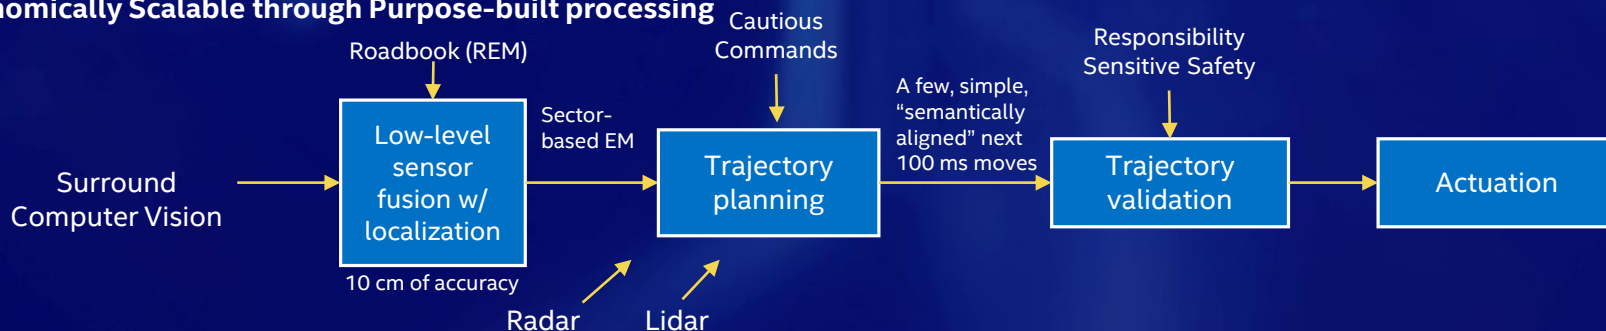 nomically Scalable through Purpose-built processing
Cautious
Commands
Roadbook (REM)
Responsibility
Sensitive Safety
Surround
Computer Vision
Low-level
sensor
fusion w/
localization
10 cm of accuracy
Sector-
based EM
Trajectory
planning
Radar
Lidar
A few, simple,
“semantically
aligned” next
100 ms moves
Trajectory
validation
Actuation